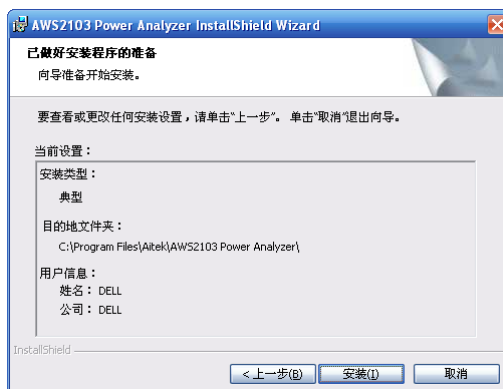 AWS2103 Power Analyzer InstallShield Wizard
已做好安装程序的准备
向导准备开始安装。
要查看或更改任何安装设置，请单击“上一步”。 单击“取消”退出向导。
当前设置：
安装类型：
典型
目的地文件夹：
C:\Program Files\Aitek\AWS2103 Power Analyzer\
用户信息：
姓名： DELL
公司： DELL
InstallShield
< 上一步(B)
安装(I)
取消